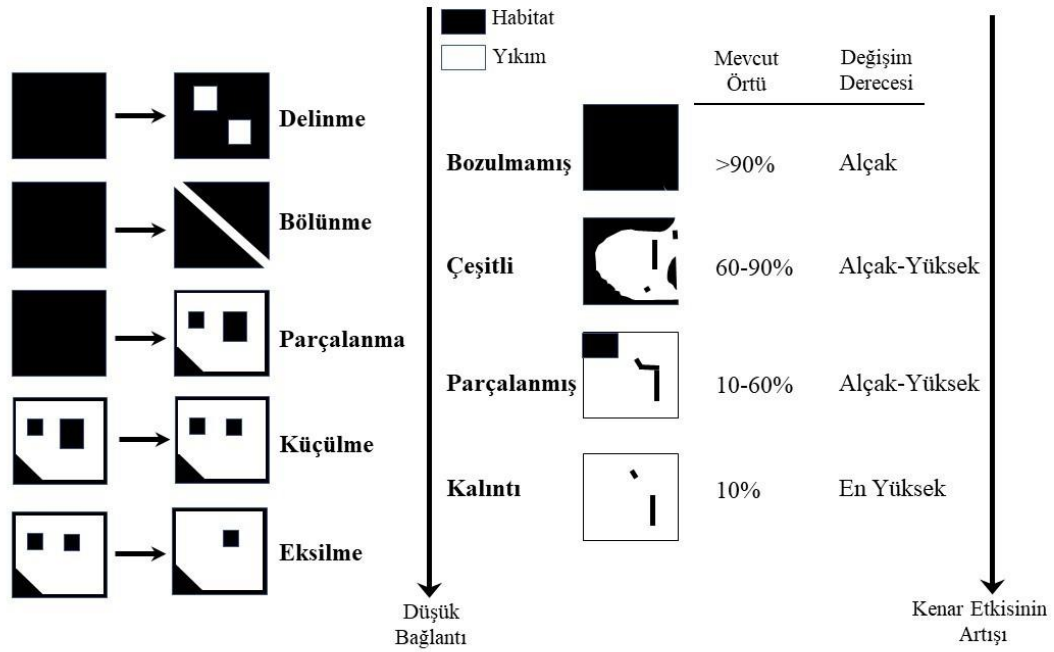 Habitat
Yıkım
Delinme
Bölünme
Parçalanma
Küçülme
Eksilme
Düşük
Bağlantı
Mevcut
Örtü
Değişim
Derecesi
Bozulmamış >90% Alçak
Çeşitli 60-90% Alçak-Yüksek
Parçalanmış 10-60% Alçak-Yüksek
Kalıntı 10% En Yüksek
Kenar Etkisinin
Artışı